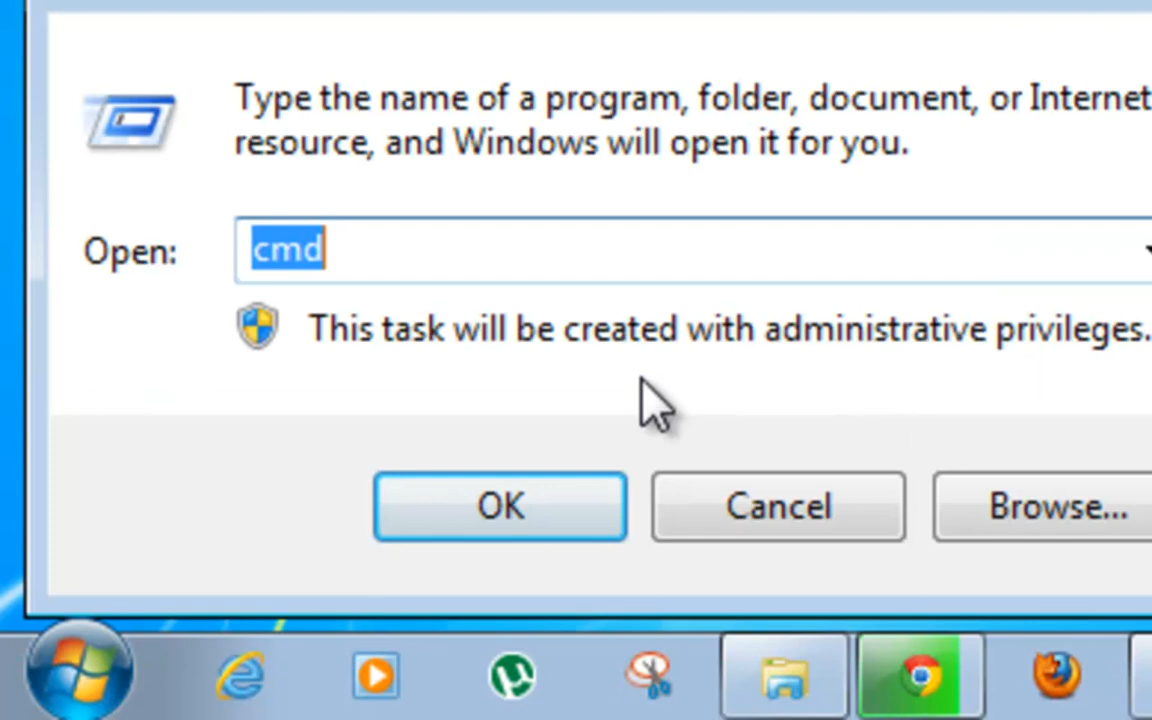 Type the name of a program, folder, document, or Internet
resource, and Windows will open it for you.
Open: cmd
This task will be created with administrative privileges.
OK Cancel Browse...